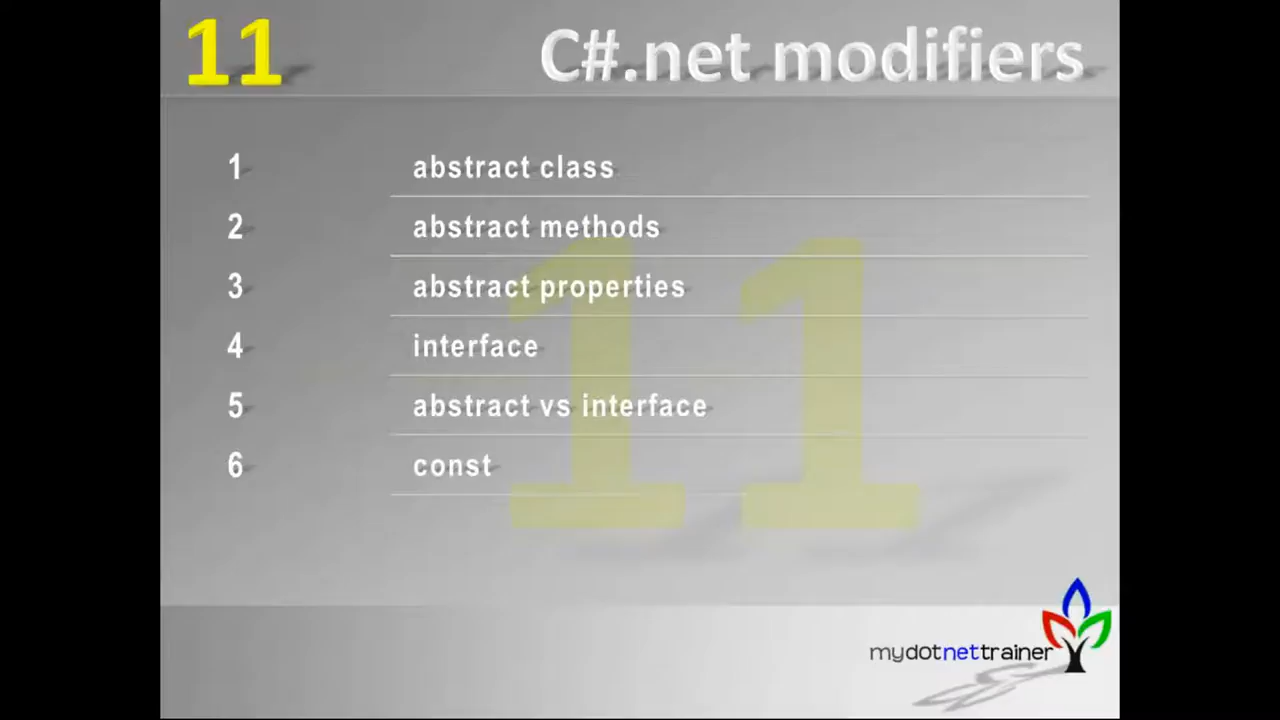 11 C#.net modifiers
1 abstract class
2 abstract methods
3 abstract properties
4 interface
5 abstract vs interface
6 const
11
mydotnettrainer